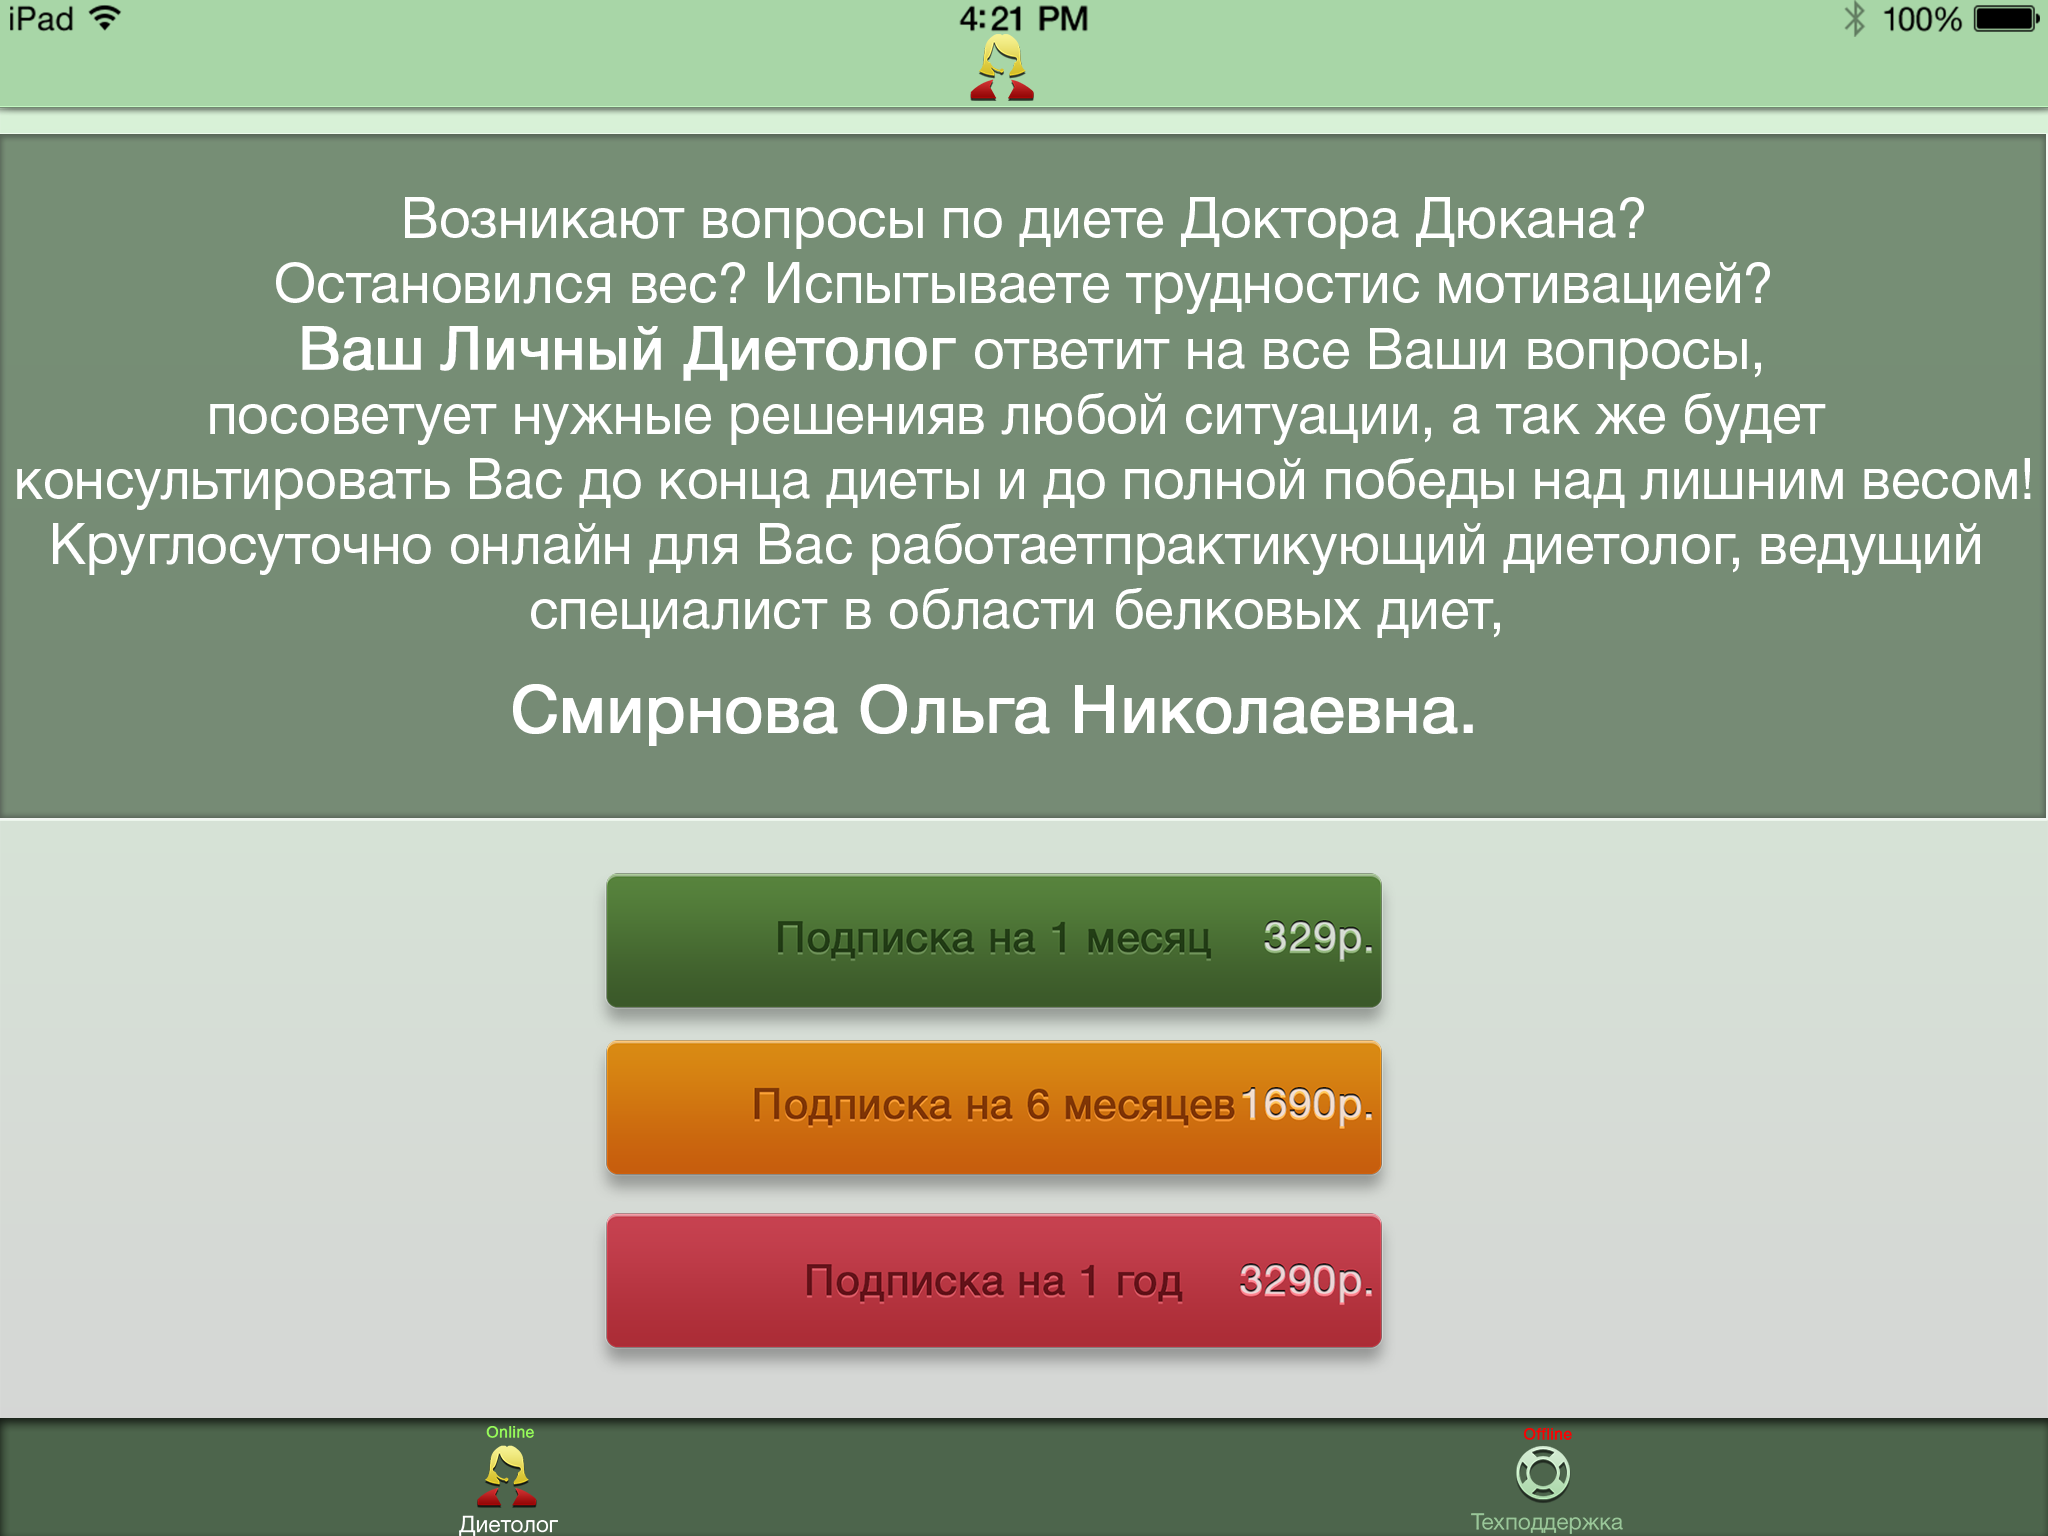 iPad 4:21 PM 100%
Возникают вопросы по диете Доктора Дюкана?
Остановился вес? Испытываете трудностис мотивацией?
Ваш Личный Диетолог ответит на все Ваши вопросы,
посоветует нужные решенияв любой ситуации, а так же будет
консультировать Вас до конца диеты и до полной победы над лишним весом!
Круглосуточно онлайн для Вас работаетпрактикующий диетолог, ведущий
специалист в области белковых диет,
Смирнова Ольга Николаевна.
Подписка на 1 месяц 329р.
Подписка на 6 месяцев 1690р.
Подписка на 1 год 3290р.
Online Offline
Диетолог Техподдержка